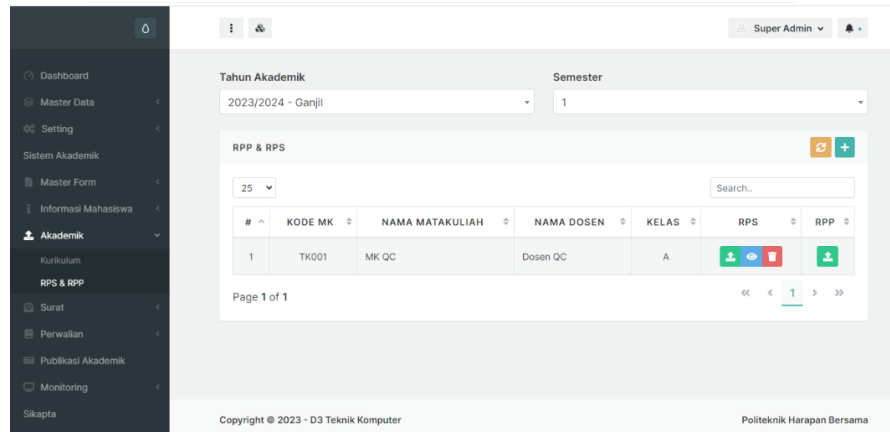 Super Admin
Dashboard
Master Data
Setting
Sistem Akademik
Master Form
Informasi Mahasiswa
Akademik
Kurikulum
RPS & RPP
Surat
Perwalian
Publikasi Akademik
Monitoring
Sikapta
Tahun Akademik Semester
2023/2024 - Ganjil 1
RPP & RPS
25 Search..
# KODE MK NAMA MATAKULIAH NAMA DOSEN KELAS RPS RPP
1 TK001 MK QC Dosen QC A
Page 1 of 1 « < 1 > »
Copyright © 2023 - D3 Teknik Komputer Politeknik Harapan Bersama